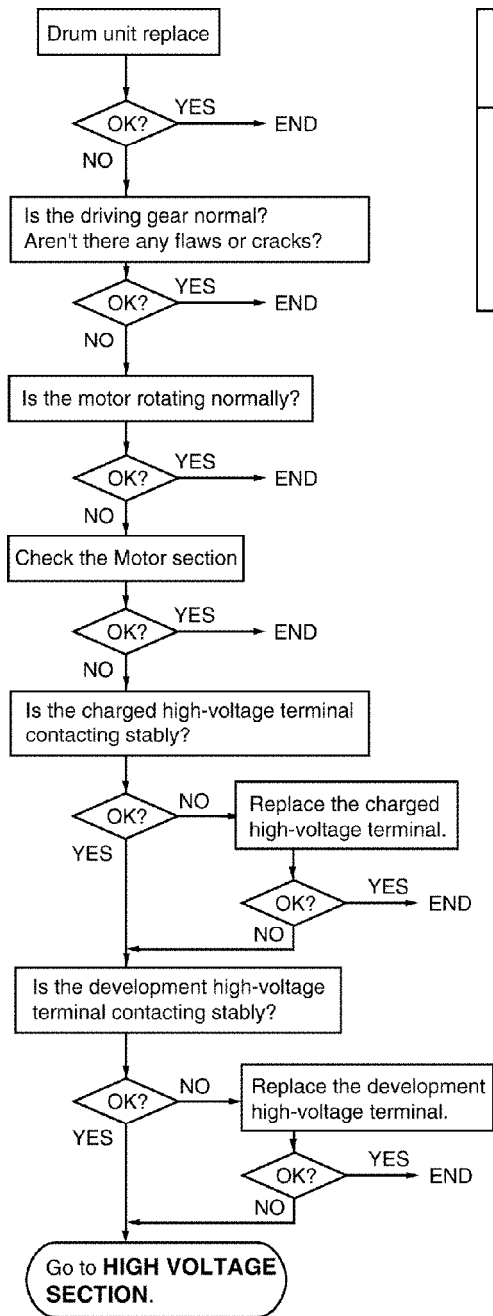 Drum unit replace
OK?
YES
END
NO
Is the driving gear normal?
Aren't there any flaws or cracks?
OK?
YES
END
NO
Is the motor rotating normally?
OK?
YES
END
NO
Check the Motor section
OK?
YES
END
NO
Is the charged high-voltage terminal
contacting stably?
OK?
NO
YES
Replace the charged
high-voltage terminal.
OK?
YES
END
NO
Is the development high-voltage
terminal contacting stably?
OK?
NO
YES
Replace the development
high-voltage terminal.
OK?
YES
END
NO
Go to HIGH VOLTAGE
SECTION.